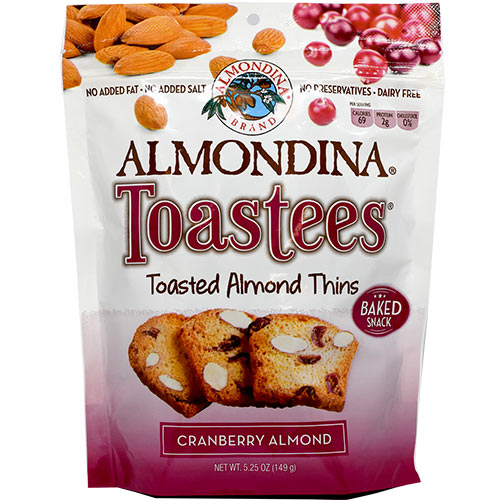 NO ADDED FAT • NO ADDED SALT
ALMONDINA®
BRAND
NO PRESERVATIVES • DAIRY FREE
PER SERVING
CALORIES 69
PROTEIN 2g
CHOLESTEROL 0%
ALMONDINA®
Toastees®
Toasted Almond Thins
BAKED
SNACK
CRANBERRY ALMOND
NET WT. 5.25 OZ (149 g)